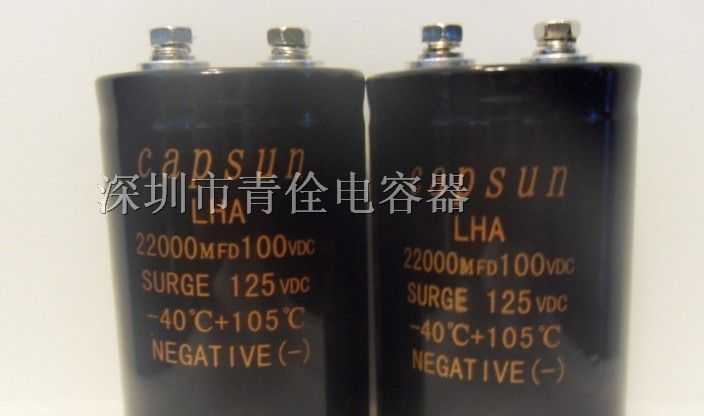 capsun
LHA
22000MFD100VDC
SURGE 125VDC
-40℃+105℃
NEGATIVE(-)
capsun
LHA
22000MFD100VDC
SURGE 125VDC
-40℃+105℃
NEGATIVE(-)
深圳市青佺电容器